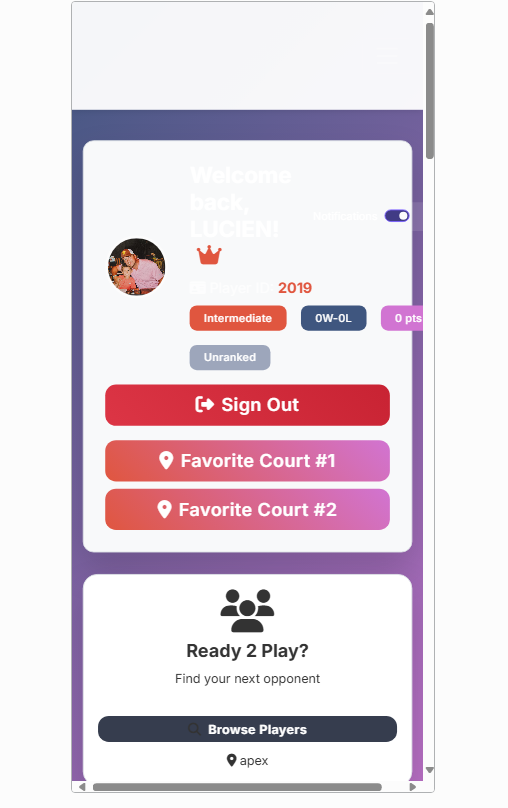 Welcome
back,
LUCIEN!
Notifications
Player ID: 2019
Intermediate
0W-0L
0 pts
Unranked
Sign Out
Favorite Court #1
Favorite Court #2
Ready 2 Play?
Find your next opponent
Browse Players
apex